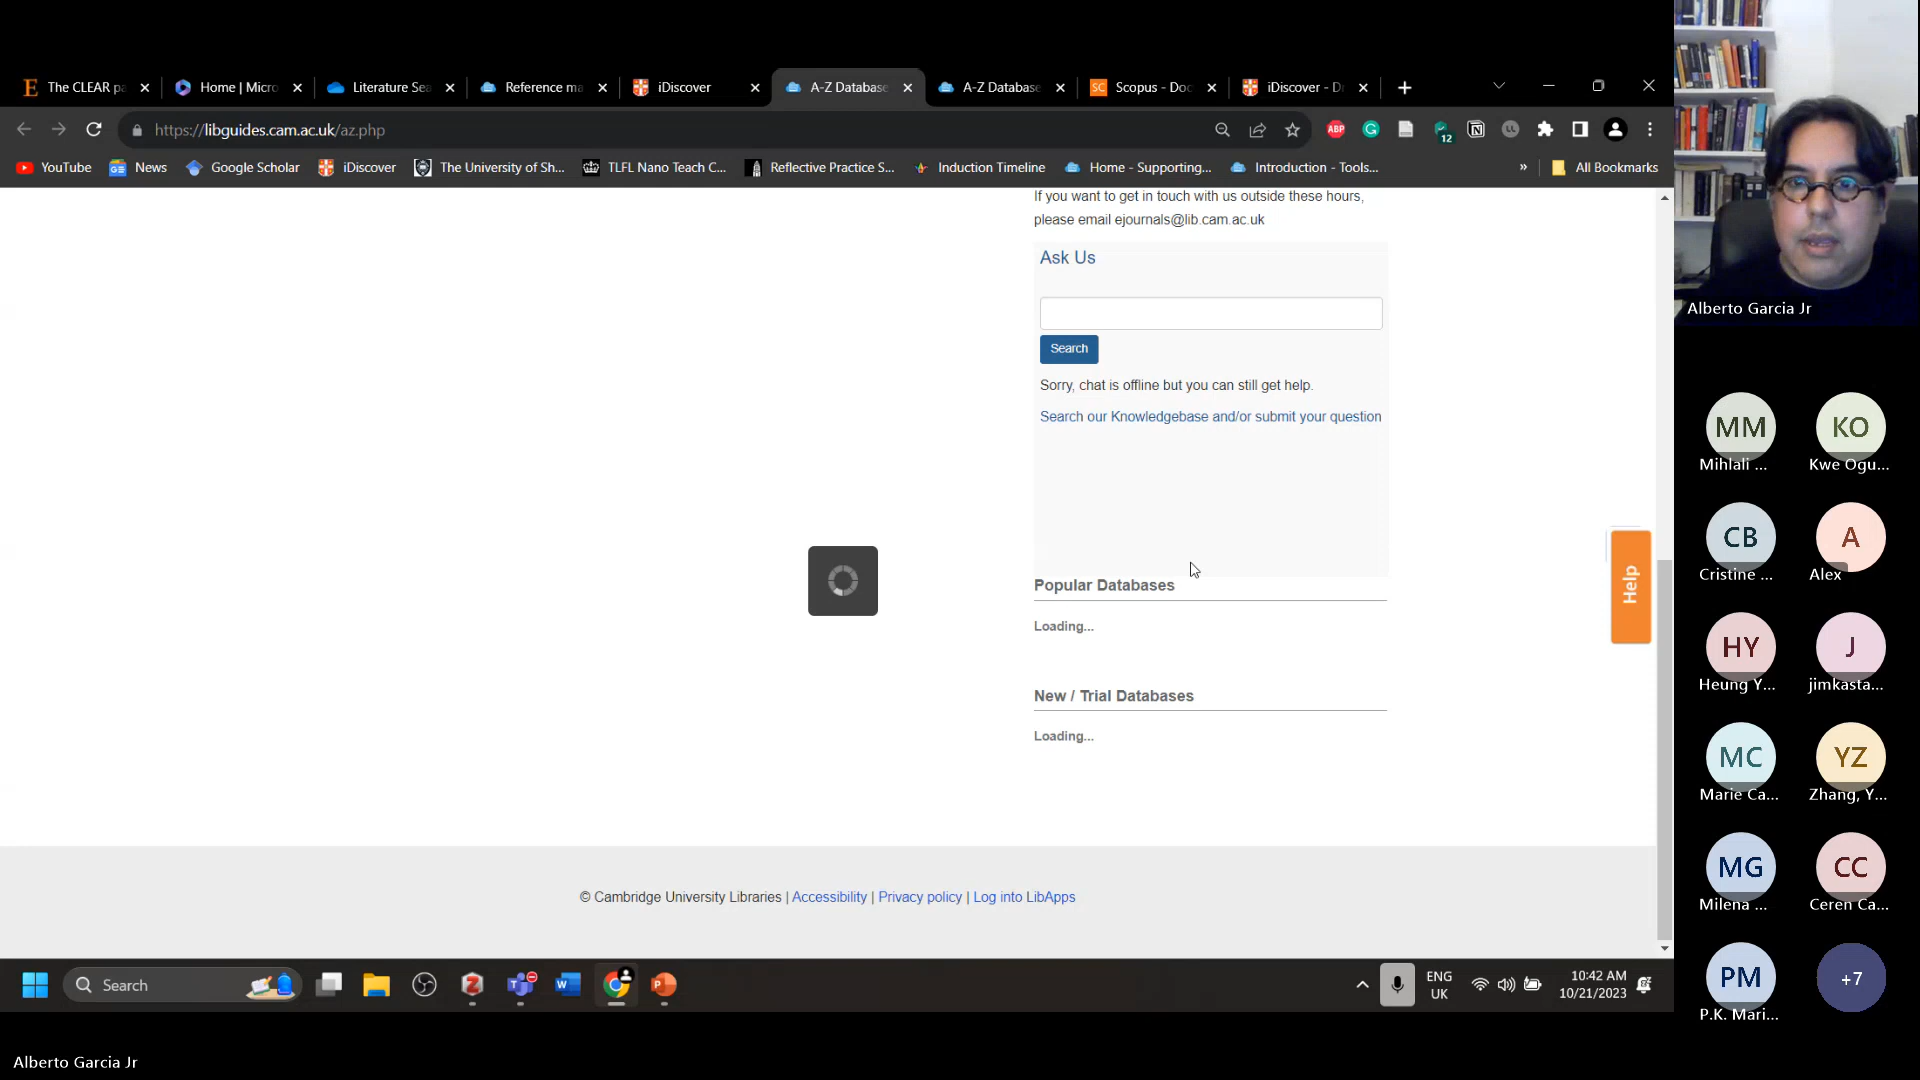 The CLEAR pa
Home | Micro
Literature Sea
Reference ma
iDiscover
A-Z Database
A-Z Database
SC Scopus - Doc
iDiscover - D
https://libguides.cam.ac.uk/az.php
ABP
12
YouTube
News
Google Scholar
iDiscover
The University of Sh...
TLFL Nano Teach C...
Reflective Practice S...
Induction Timeline
Home - Supporting...
Introduction - Tools...
»
All Bookmarks
If you want to get in touch with us outside these hours,
please email ejournals@lib.cam.ac.uk
Ask Us
Search
Sorry, chat is offline but you can still get help.
Search our Knowledgebase and/or submit your question
Popular Databases
Loading...
New / Trial Databases
Loading...
Help
© Cambridge University Libraries | Accessibility | Privacy policy | Log into LibApps
Search
ENG
UK
10:42 AM
10/21/2023
Alberto Garcia Jr
Alberto Garcia Jr
MM
Mihlali ...
KO
Kwe Ogu...
CB
Cristine ...
A
Alex
HY
Heung Y...
J
jimkasta...
MC
Marie Ca...
YZ
Zhang, Y...
MG
Milena ...
CC
Ceren Ca...
PM
P.K. Mari...
+7